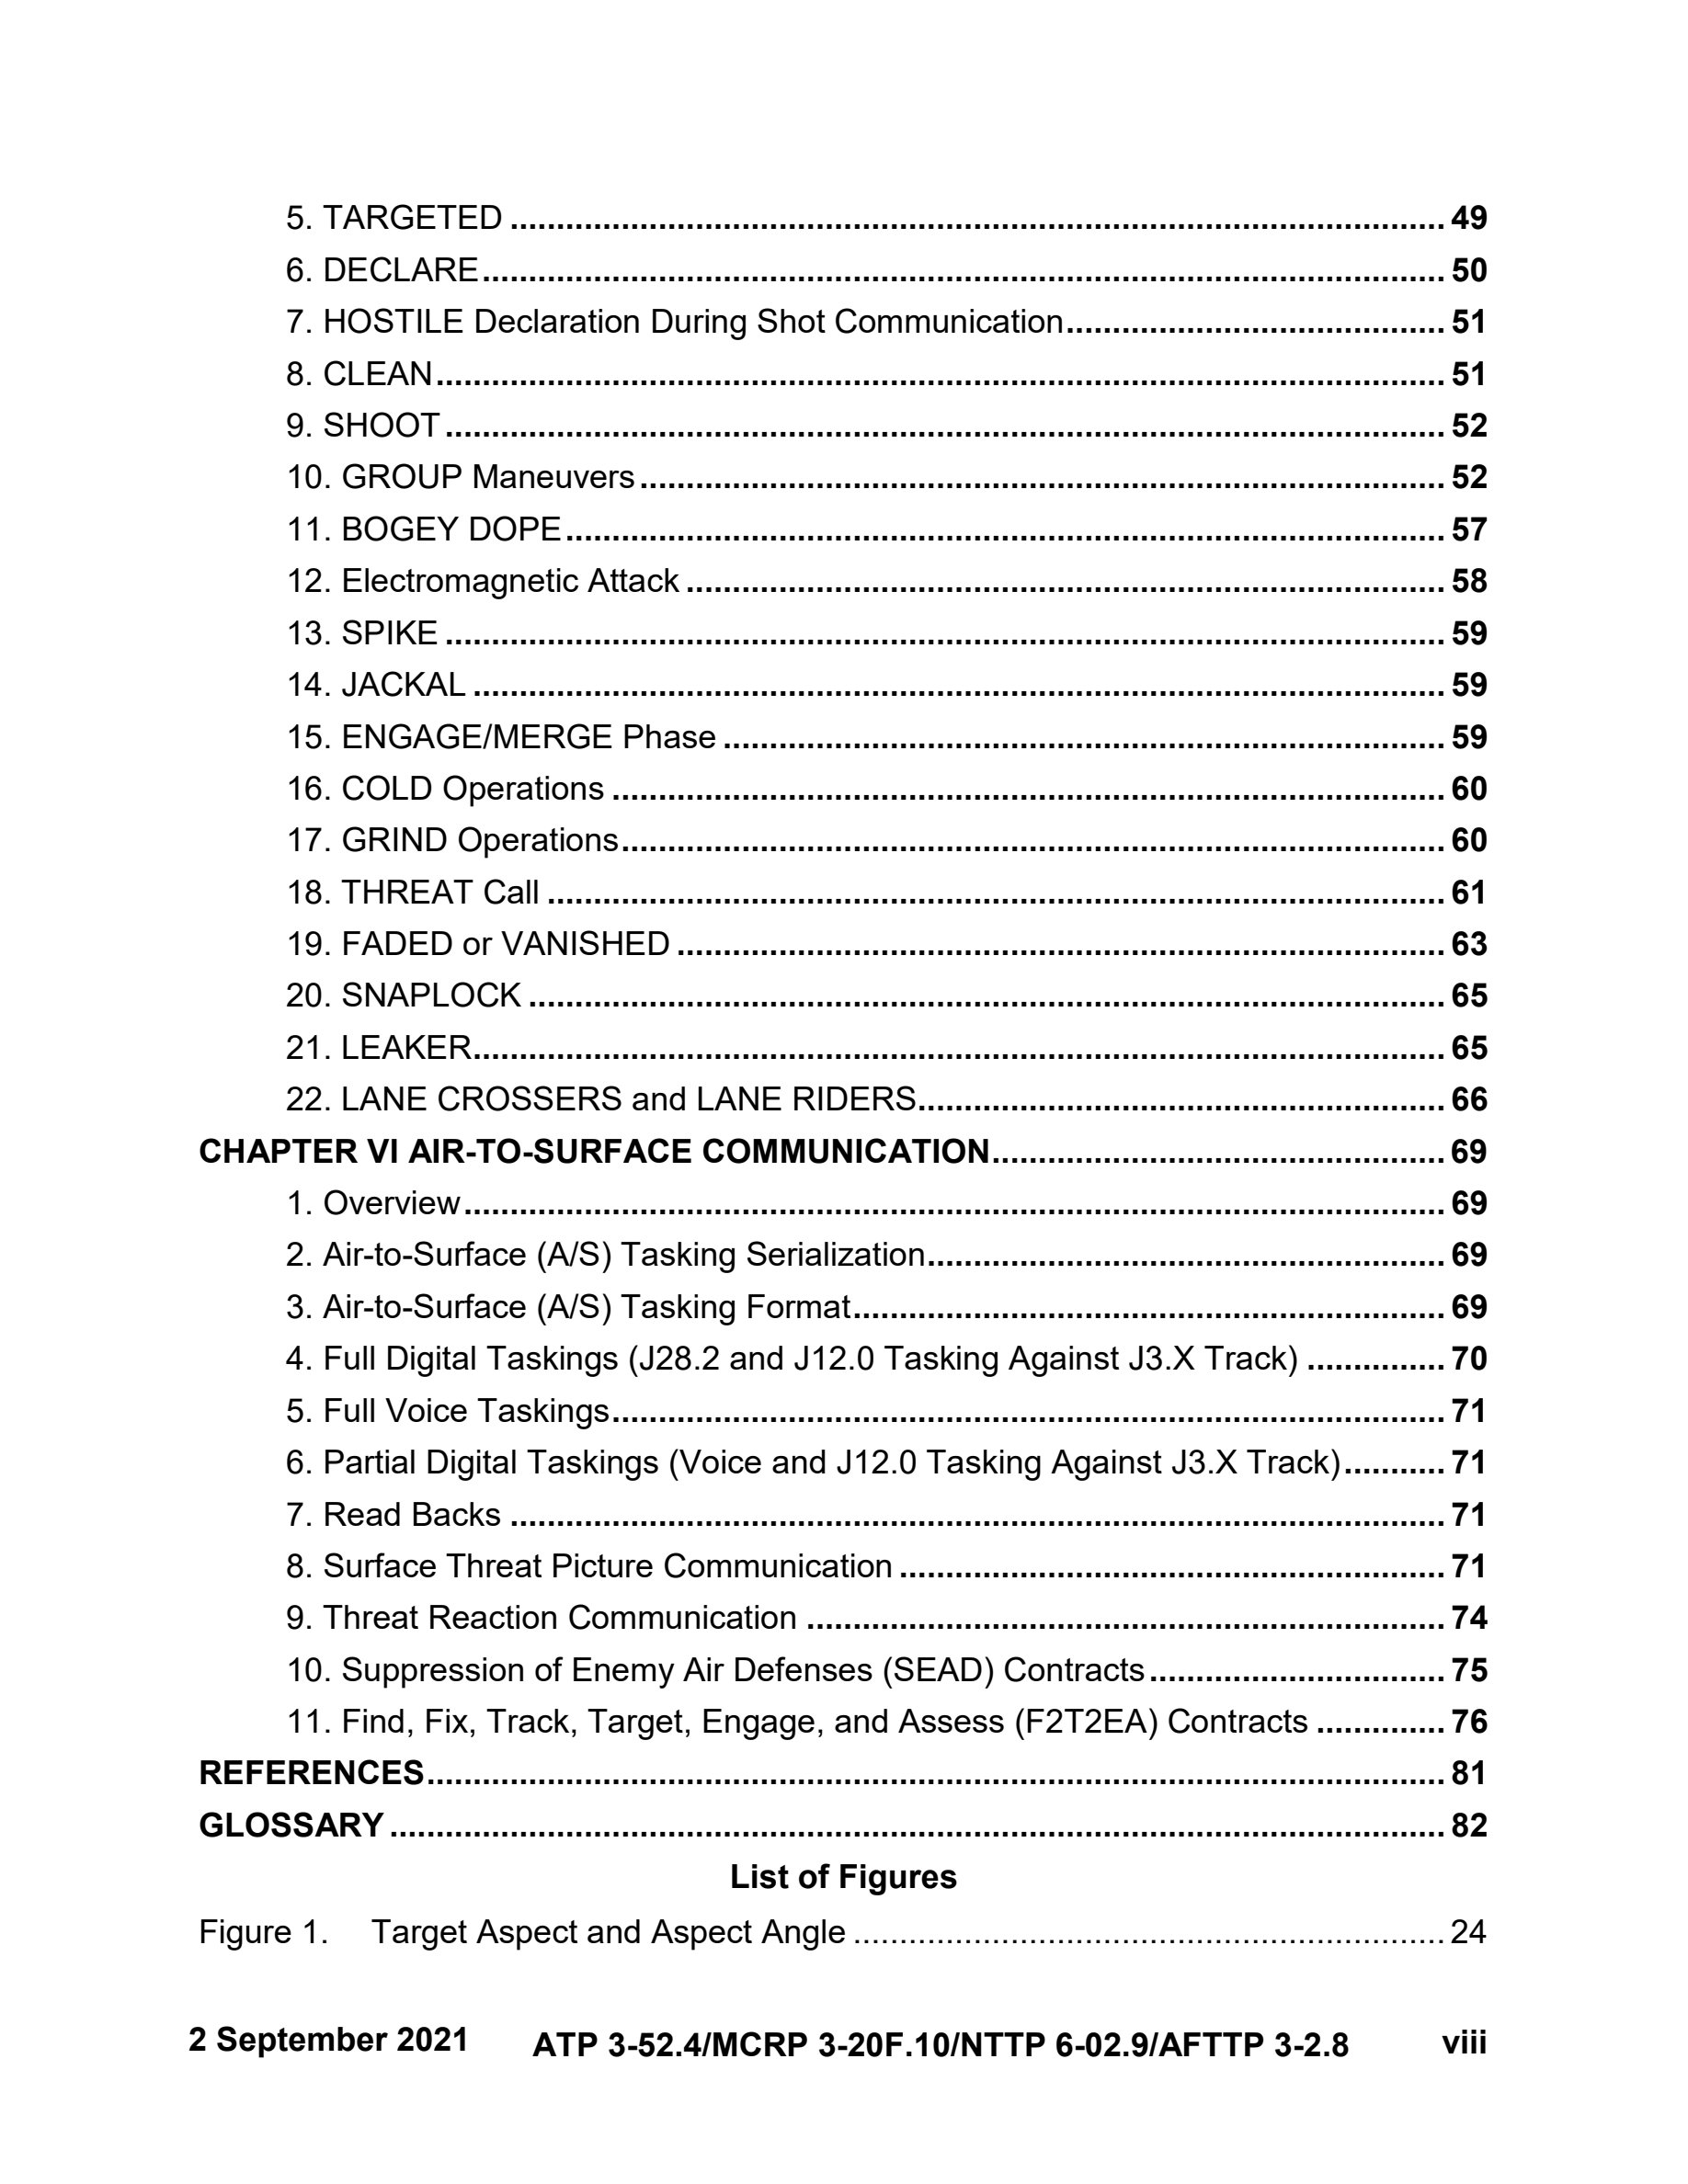 5. TARGETED ........ 49
6. DECLARE ........ 50
7. HOSTILE Declaration During Shot Communication ........ 51
8. CLEAN ........ 51
9. SHOOT ........ 52
10. GROUP Maneuvers ........ 52
11. BOGEY DOPE ........ 57
12. Electromagnetic Attack ........ 58
13. SPIKE ........ 59
14. JACKAL ........ 59
15. ENGAGE/MERGE Phase ........ 59
16. COLD Operations ........ 60
17. GRIND Operations ........ 60
18. THREAT Call ........ 61
19. FADED or VANISHED ........ 63
20. SNAPLOCK ........ 65
21. LEAKER ........ 65
22. LANE CROSSERS and LANE RIDERS ........ 66
CHAPTER VI AIR-TO-SURFACE COMMUNICATION ........ 69
1. Overview ........ 69
2. Air-to-Surface (A/S) Tasking Serialization ........ 69
3. Air-to-Surface (A/S) Tasking Format ........ 69
4. Full Digital Taskings (J28.2 and J12.0 Tasking Against J3.X Track) ........ 70
5. Full Voice Taskings ........ 71
6. Partial Digital Taskings (Voice and J12.0 Tasking Against J3.X Track) ........ 71
7. Read Backs ........ 71
8. Surface Threat Picture Communication ........ 71
9. Threat Reaction Communication ........ 74
10. Suppression of Enemy Air Defenses (SEAD) Contracts ........ 75
11. Find, Fix, Track, Target, Engage, and Assess (F2T2EA) Contracts ........ 76
REFERENCES ........ 81
GLOSSARY ........ 82
List of Figures
Figure 1. Target Aspect and Aspect Angle ........ 24
2 September 2021 ATP 3-52.4/MCRP 3-20F.10/NTTP 6-02.9/AFTTP 3-2.8 viii